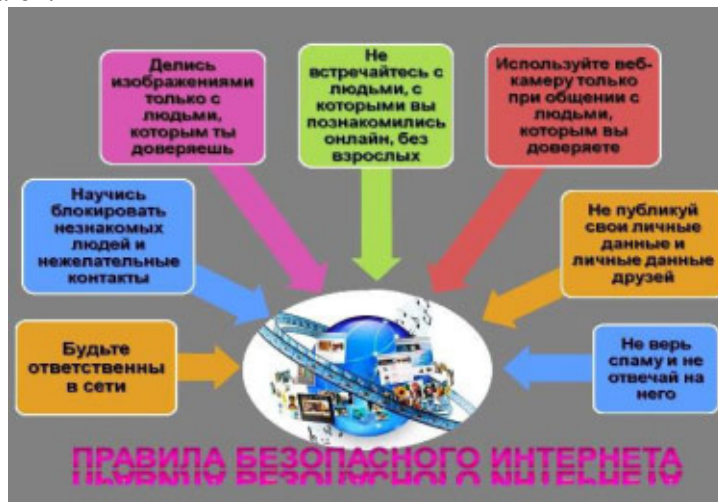 Делись
изображениями
только с
людьми,
которым ты
доверяешь
Не
встречайтесь с
людьми, с
которыми вы
познакомились
онлайн, без
взрослых
Используйте веб-
камеру только
при общении с
людьми,
которым вы
доверяете
Научись
блокировать
незнакомых
людей и
нежелательные
контакты
Не публикуй
свои личные
данные и
личные данные
друзей
Будьте
ответственны
в сети
Не верь
спаму и не
отвечай на
него
ПРАВИЛА БЕЗОПАСНОГО ИНТЕРНЕТА